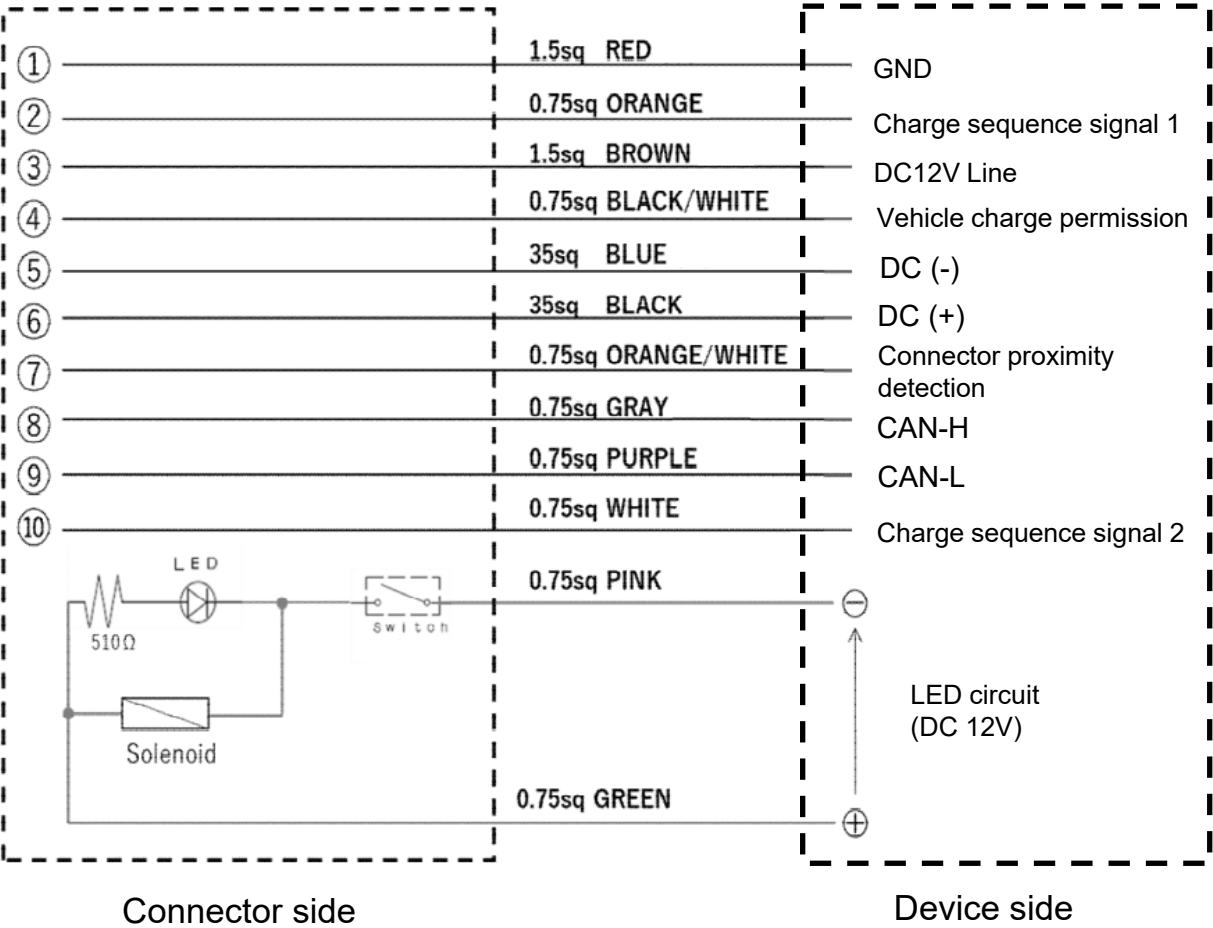 ① 1.5sq RED GND
② 0.75sq ORANGE Charge sequence signal 1
③ 1.5sq BROWN DC12V Line
④ 0.75sq BLACK/WHITE Vehicle charge permission
⑤ 35sq BLUE DC (-)
⑥ 35sq BLACK DC (+)
⑦ 0.75sq ORANGE/WHITE Connector proximity
detection
⑧ 0.75sq GRAY CAN-H
⑨ 0.75sq PURPLE CAN-L
⑩ 0.75sq WHITE Charge sequence signal 2
LED
0.75sq PINK
510Ω
Switch
LED circuit
(DC 12V)
Solenoid
0.75sq GREEN
Connector side
Device side